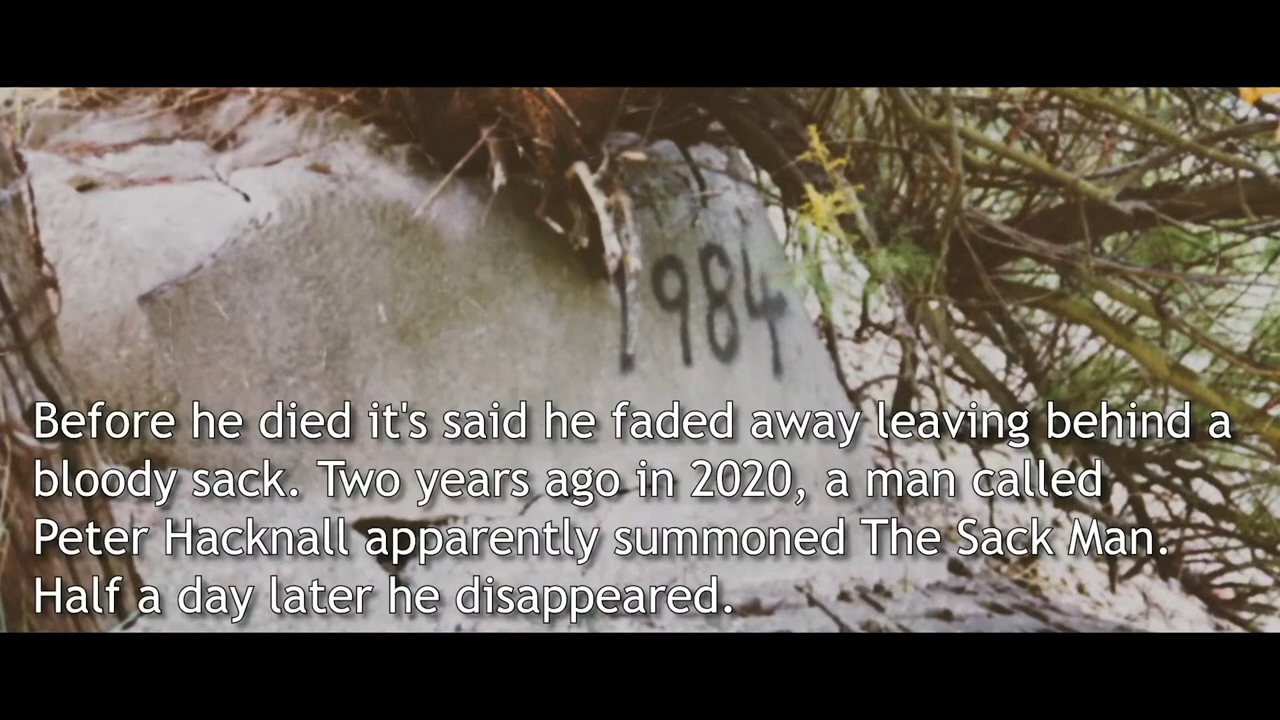 1984
Before he died it's said he faded away leaving behind a
bloody sack. Two years ago in 2020, a man called
Peter Hacknall apparently summoned The Sack Man.
Half a day later he disappeared.